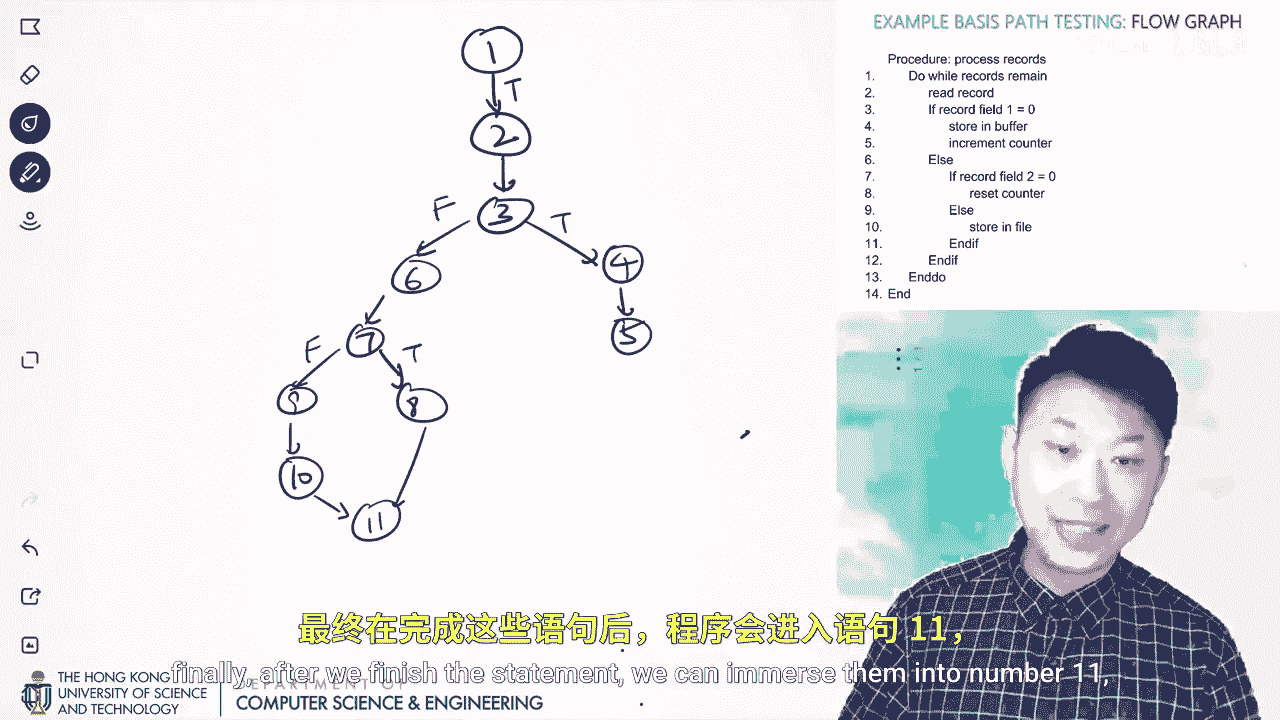 EXAMPLE BASIS PATH TESTING: FLOW GRAPH
Procedure: process records
1. Do while records remain
2. read record
3. If record field 1 = 0
4. store in buffer
5. increment counter
6. Else
7. If record field 2 = 0
8. reset counter
9. Else
10. store in file
11. Endif
12. Endif
13. Enddo
14. End
1
T
2
3
F
T
6
4
7
5
F
T
9
8
10
11
最终在完成这些语句后，程序会进入语句 11，
finally, after we finish the statement, we can immerse them into number 11,
THE HONG KONG
UNIVERSITY OF SCIENCE
AND TECHNOLOGY
DEPARTMENT OF
COMPUTER SCIENCE & ENGINEERING